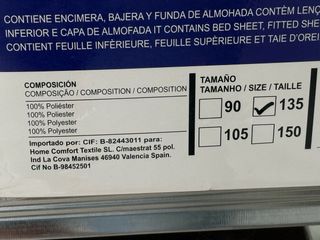 CONTIENE ENCIMERA, BAJERA Y FUNDA DE ALMOHADA CONTÉM LENÇ
INFERIOR E CAPA DE ALMOFADA IT CONTAINS BED SHEET, FITTED SHE
CONTIENT FEUILLE INFÉRIEURE, FEUILLE SUPÉRIEURE ET TAIE D'OREI
COMPOSICIÓN
COMPOSIÇÃO / COMPOSITION / COMPOSITION
100% Poliéster
100% Poliester
100% Polyester
100% Polyester
Importado por: CIF: B-82443011 para:
Home Comfort Textile SL. C/maestrat 55 pol.
Ind La Cova Manises 46940 Valencia Spain.
Cif No B-98452501
TAMAÑO
TAMANHO / SIZE / TAILLE
90 135
105 150